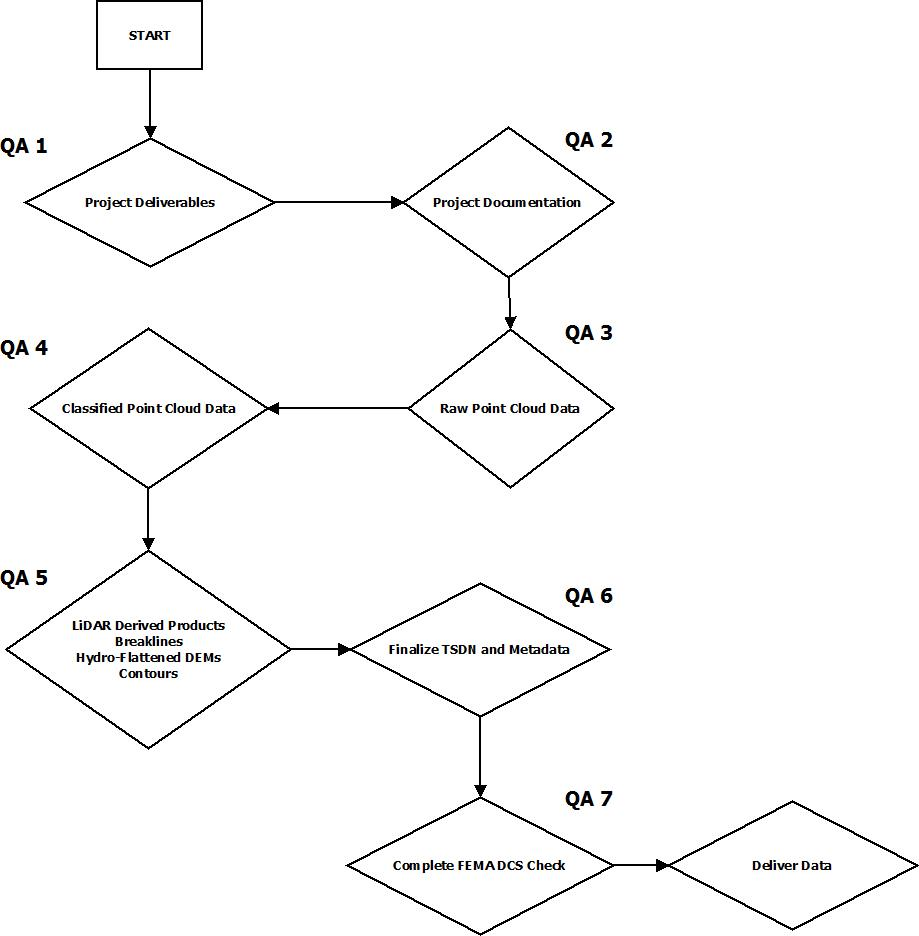 START
QA 1
Project Deliverables
QA 2
Project Documentation
QA 3
Raw Point Cloud Data
QA 4
Classified Point Cloud Data
QA 5
LiDAR Derived Products
Breaklines
Hydro-Flattened DEMs
Contours
QA 6
Finalize TSDN and Metadata
QA 7
Complete FEMA DCS Check
Deliver Data